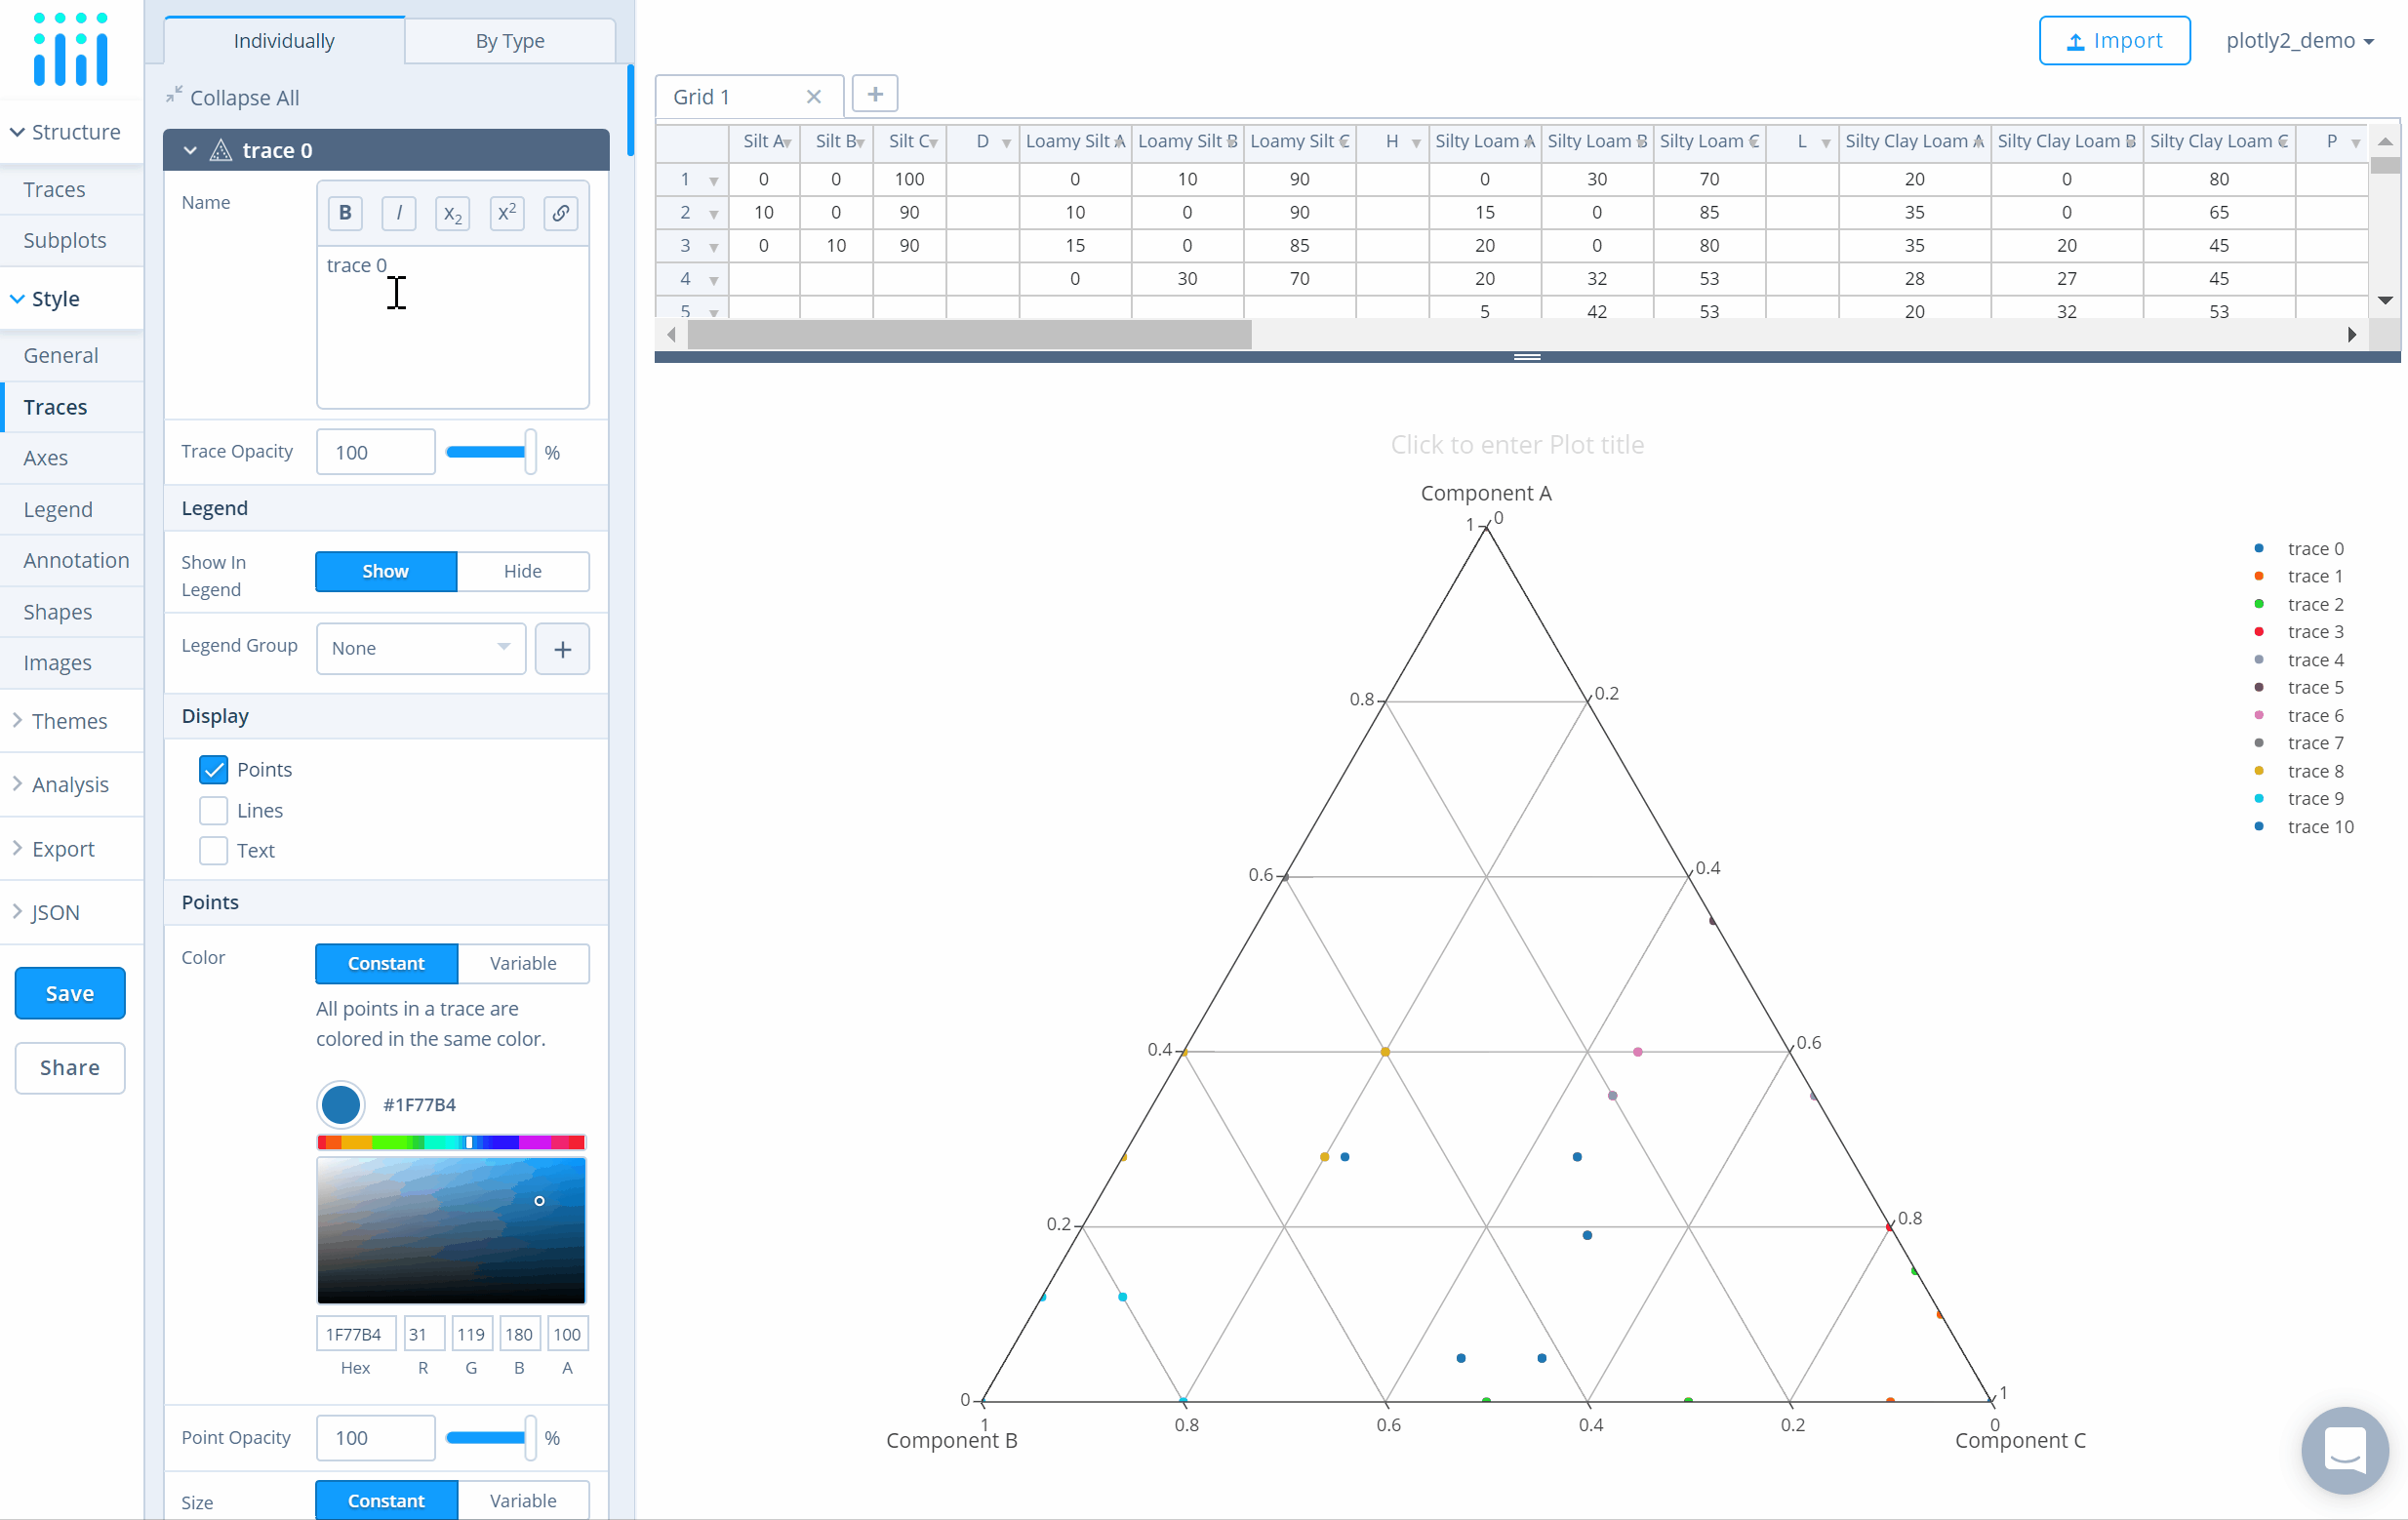 Individually
By Type
Import
plotly2_demo
Collapse All
Structure
Traces
Subplots
Style
General
Traces
Axes
Legend
Annotation
Shapes
Images
Themes
Analysis
Export
JSON
Save
Share
trace 0
Name
B I x2 x2
trace 0
Trace Opacity 100 %
Legend
Show In
Legend
Show Hide
Legend Group None +
Display
Points
Lines
Text
Points
Color Constant Variable
All points in a trace are
colored in the same color.
#1F77B4
1F77B4 31 119 180 100
Hex R G B A
Point Opacity 100 %
Size Constant Variable
Grid 1 +
Silt A Silt B Silt C D Loamy Silt A Loamy Silt B Loamy Silt C H Silty Loam A Silty Loam B Silty Loam C L Silty Clay Loam A Silty Clay Loam B Silty Clay Loam C P
1 0 0 100 0 10 90 0 30 70 20 0 80
2 10 0 90 10 0 90 15 0 85 35 0 65
3 0 10 90 15 0 85 20 0 80 35 20 45
4 0 30 70 20 32 53 28 27 45
5 5 42 53 20 32 53
Click to enter Plot title
Component A
1 0
0.8 0.2
0.6 0.4
0.4 0.6
0.2 0.8
0 1
1 0.8 0.6 0.4 0.2 0
Component B Component C
trace 0
trace 1
trace 2
trace 3
trace 4
trace 5
trace 6
trace 7
trace 8
trace 9
trace 10